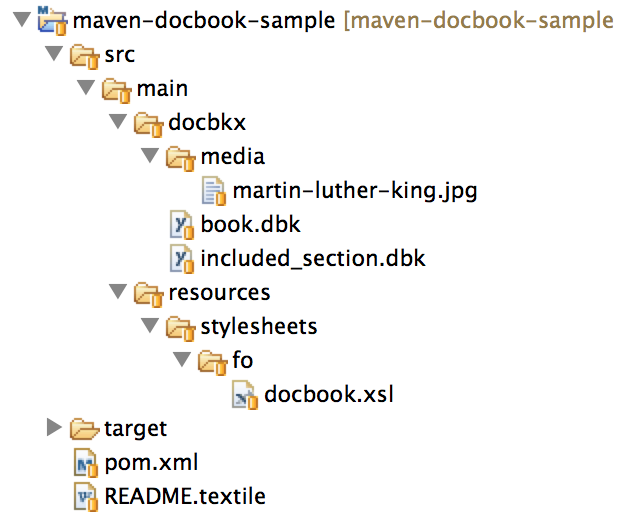 maven-docbook-sample [maven-docbook-sample
src
main
docbkx
media
martin-luther-king.jpg
book.dbk
included_section.dbk
resources
stylesheets
fo
docbook.xsl
target
pom.xml
README.textile